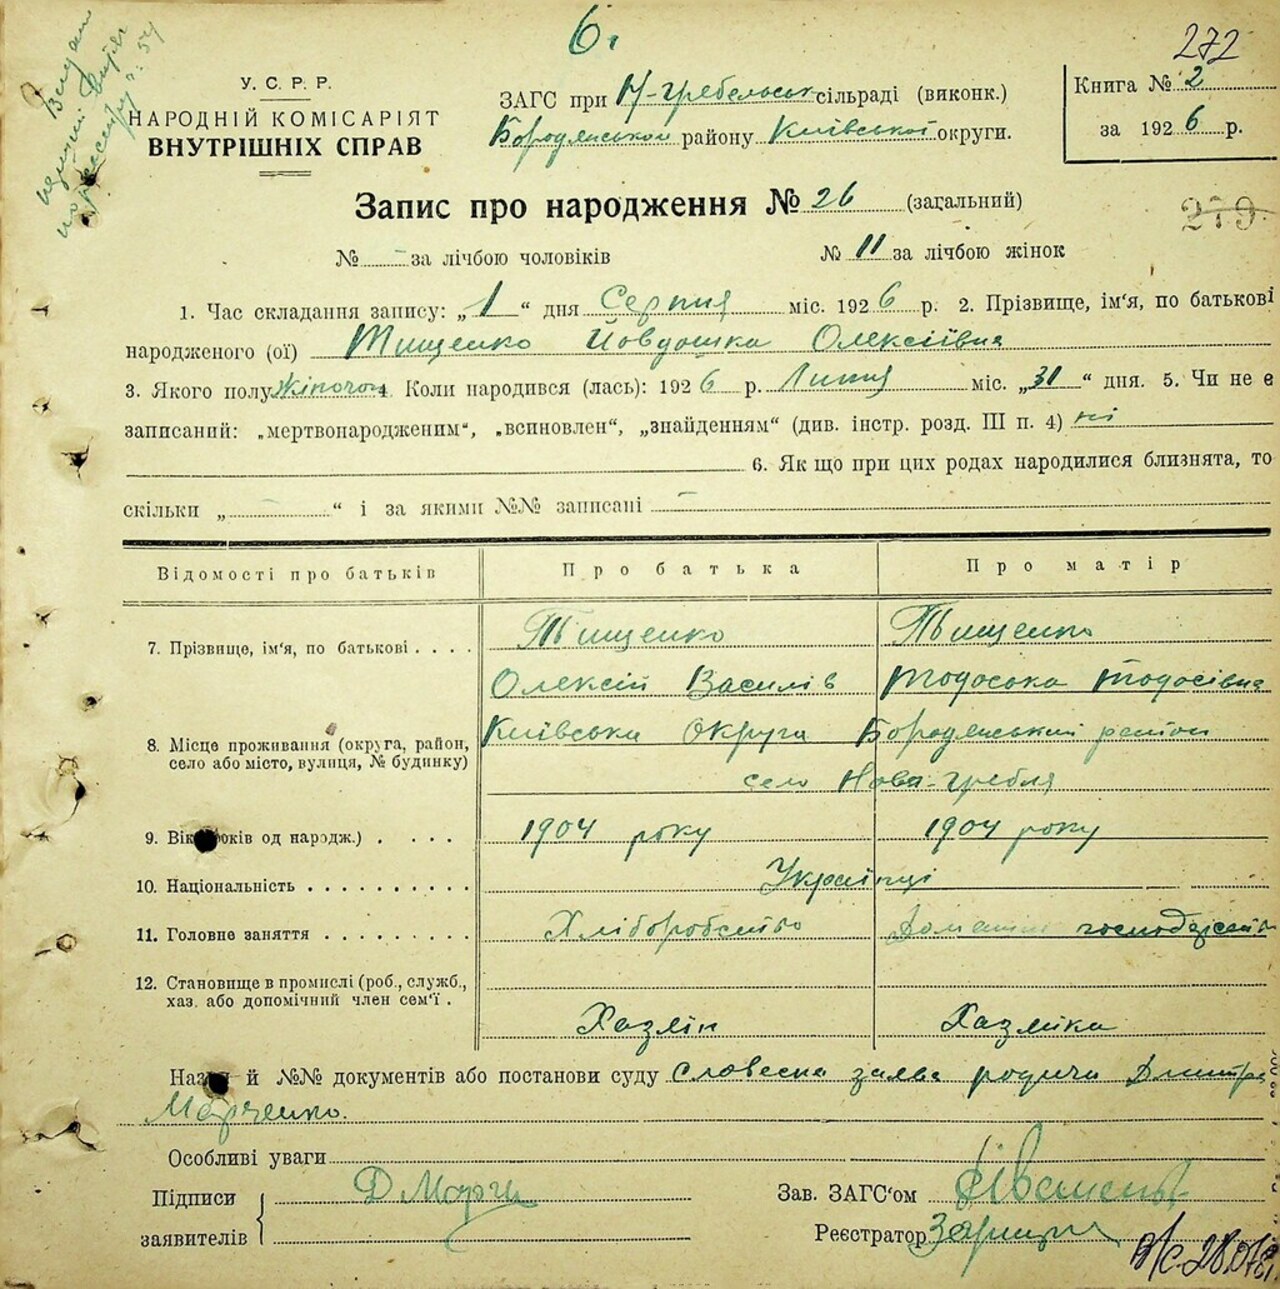 6.
272
У. С. Р. Р.
НАРОДНІЙ КОМІСАРІЯТ
ВНУТРІШНІХ СПРАВ
ЗАГС при Н-Гребельськ сільраді (виконк.)
Бородянському району Київської округи.
Книга № 2
за 1926 р.
Запис про народження № 26 (загальний)
279.
№ - за лічбою чоловіків
№ 11 за лічбою жінок
1. Час складання запису: „1“ дня Серпня міс. 1926 р. 2. Прізвище, ім'я, по батькові
народженого (ої) Тищенко Йовдошка Олексіївна
3. Якого полу Жіночого 4. Коли народився (лась): 1926 р. Липня міс. „31“ дня. 5. Чи не є
записаний: „мертвонародженим“, „всиновлен“, „знайденням“ (див. інстр. розд. III п. 4) ні
6. Як що при цих родах народилися близнята, то
скільки „ - “ і за якими №№ записані -
Відомості про батьків
Про батька
Про матір
7. Прізвище, ім'я, по батькові . . . .
Тищенко
Тищенко
Олексій Василів
Тодоська Тодосівна
8. Місце проживання (округа, район,
село або місто, вулиця, № будинку)
Київська Округа Бородянський район
село Нова-Гребля
9. Вік років од народж.) . . . .
1904 року
1904 року
10. Національність . . . . . . . . . .
Українці
11. Головне заняття . . . . . . . . .
Хліборобство
Домашнє господарство
12. Становище в промислі (роб., служб.,
хаз. або допомічний член сем'ї .
Хазяїн
Хазяйка
Назва й №№ документів або постанови суду словесна заява родича Дмитра
Марченко.
Особливі уваги
Підписи
заявителів
Д Марче
Зав. ЗАГС'ом
Реєстратор